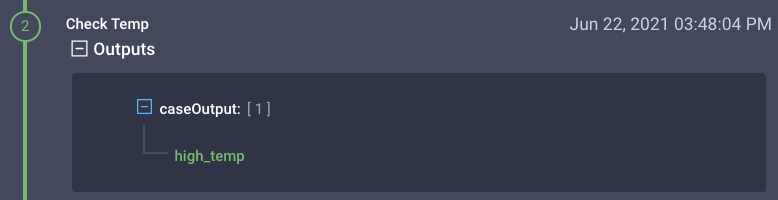 2
Check Temp
Jun 22, 2021 03:48:04 PM
Outputs
caseOutput: [ 1 ]
high_temp